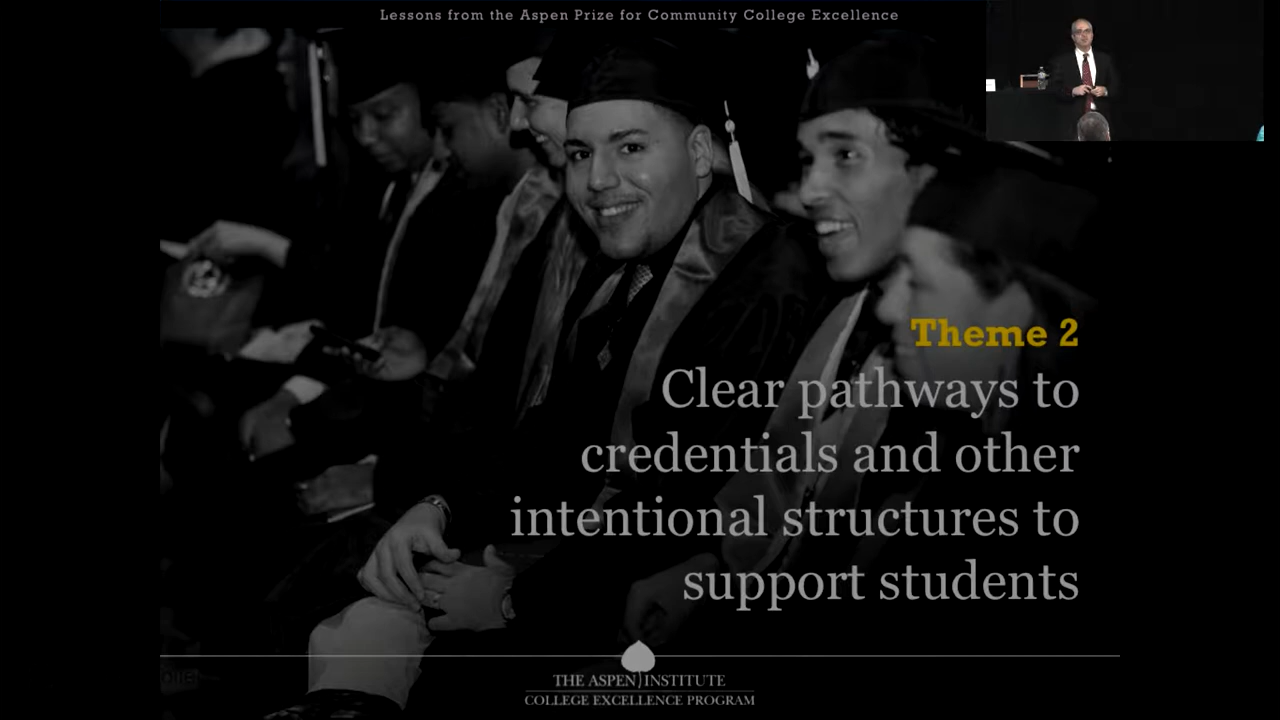 Lessons from the Aspen Prize for Community College Excellence
Theme 2
Clear pathways to
credentials and other
intentional structures to
support students
THE ASPEN INSTITUTE
COLLEGE EXCELLENCE PROGRAM